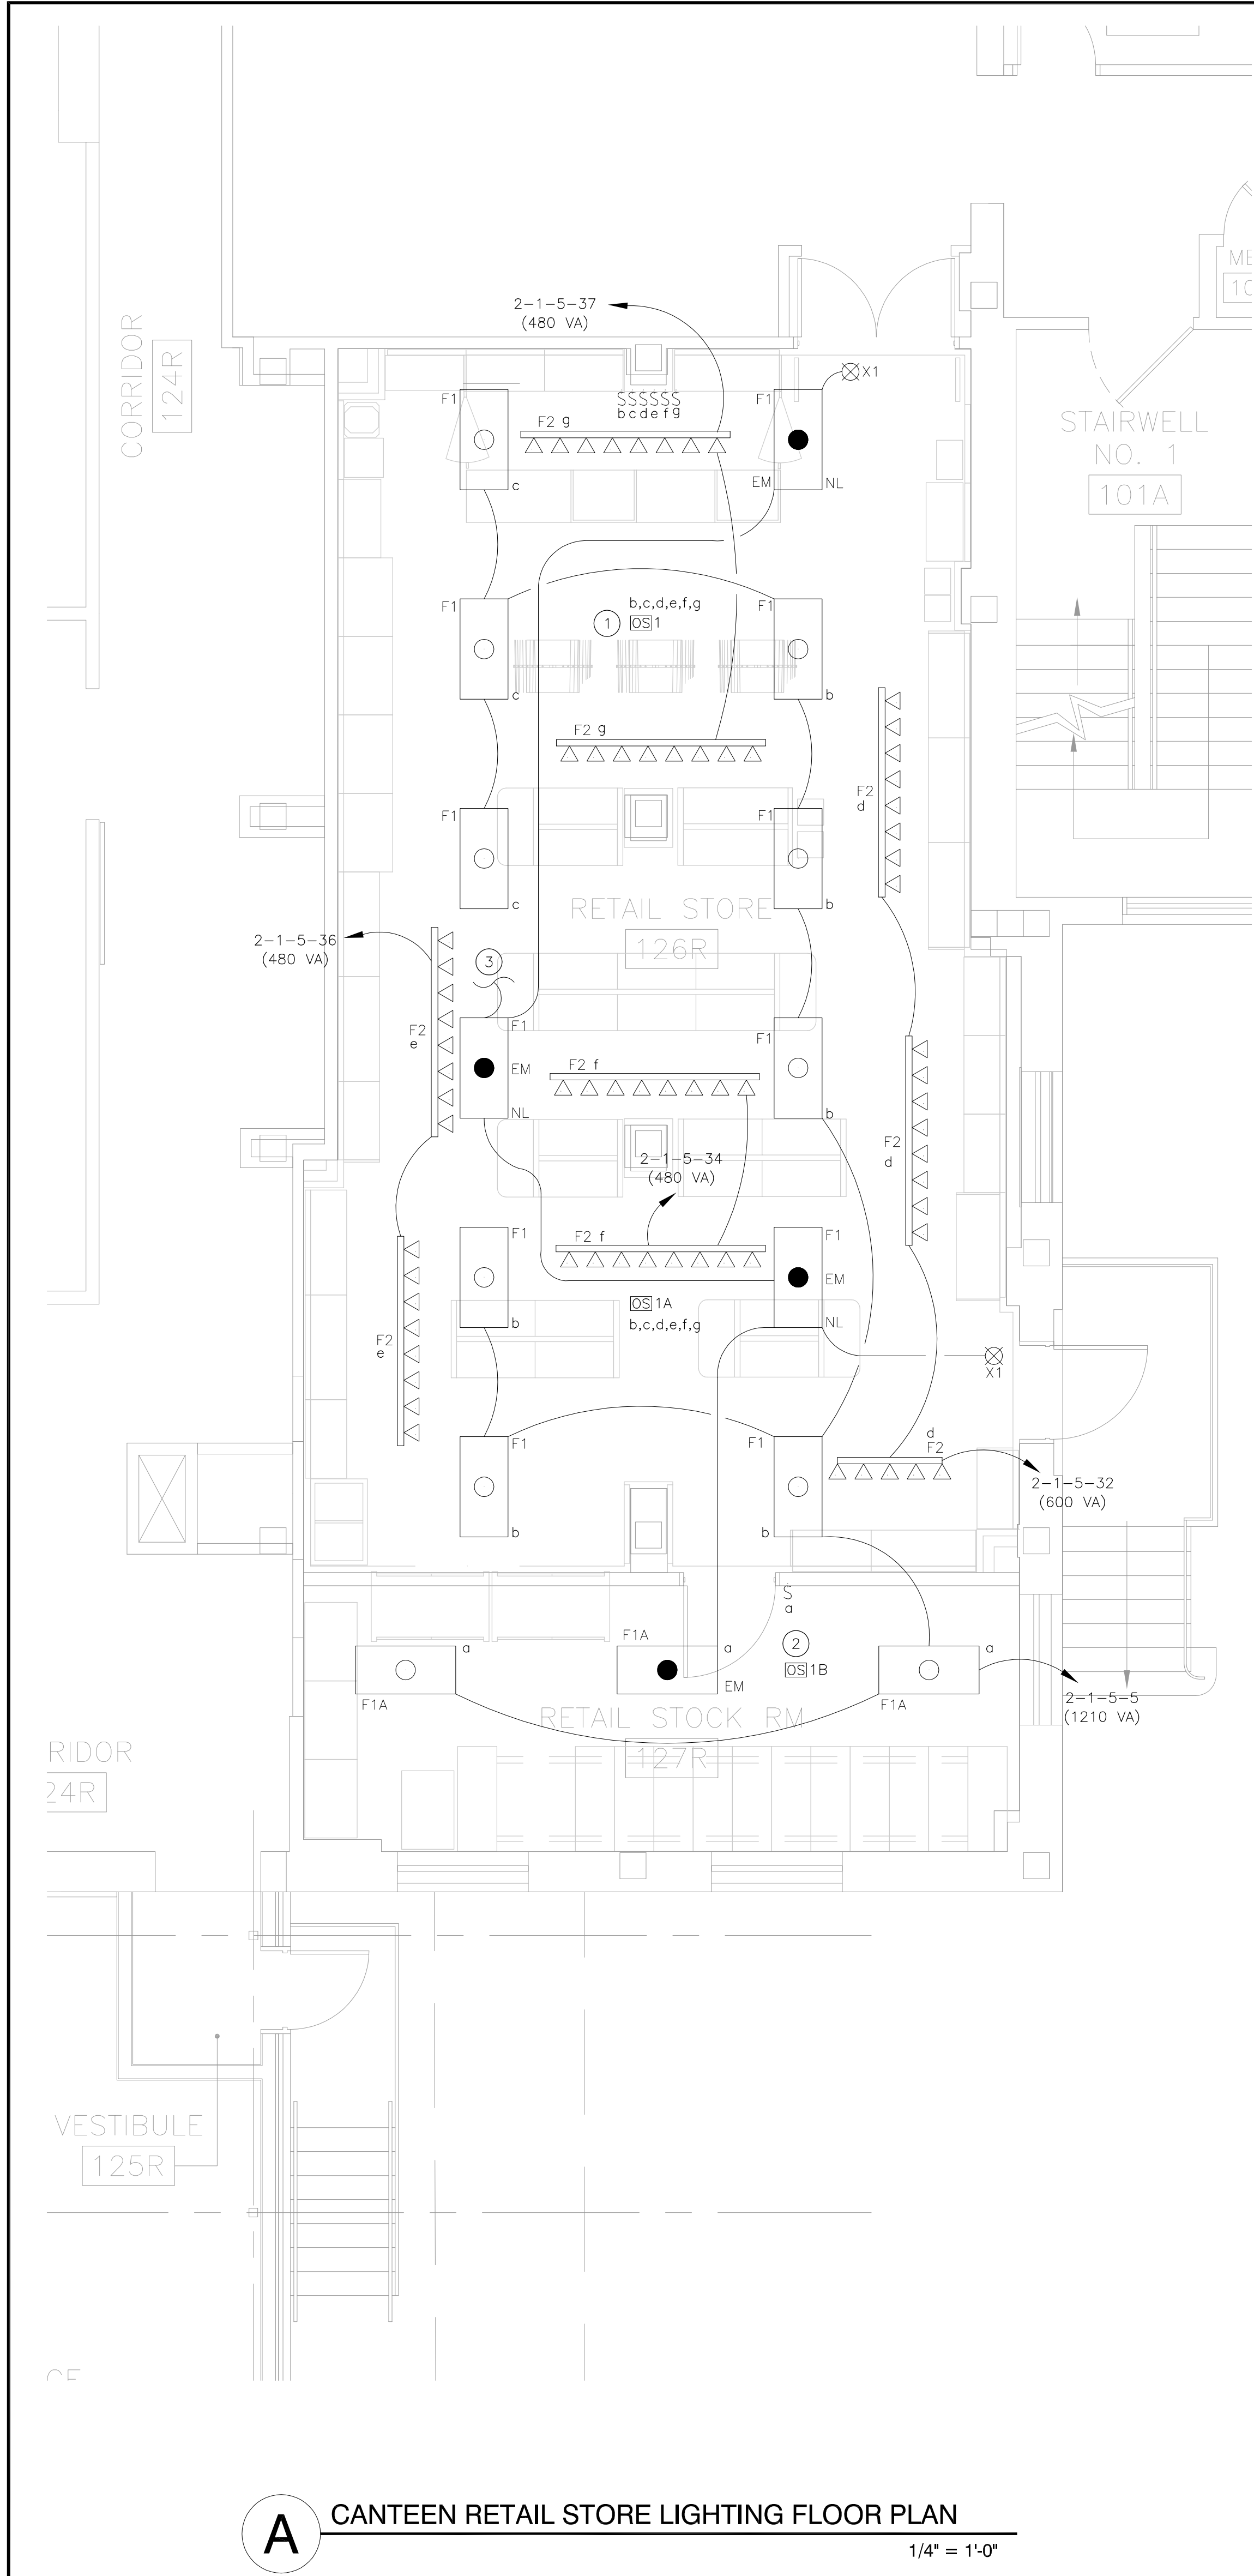 2-1-5-37
(480 VA)
CORRIDOR
124R
X1
F1
F2 g
SSSSSS
b c d e f g
F1
c
EM
NL
STAIRWELL
NO. 1
101A
F1
b,c,d,e,f,g
1
OS 1
F1
c
b
F2 g
F2
d
F1
F1
c
b
RETAIL STORE
126R
2-1-5-36
(480 VA)
3
F2
e
F1
EM
NL
F2 f
F1
b
F2
d
2-1-5-34
(480 VA)
F1
b
F2 f
F1
EM
NL
OS 1A
b,c,d,e,f,g
F2
e
X1
F1
b
F1
b
d
F2
2-1-5-32
(600 VA)
S
a
2
OS 1B
a
F1A
F1A
a
EM
a
F1A
2-1-5-5
(1210 VA)
RETAIL STOCK RM
127R
RIDOR
24R
VESTIBULE
125R
A
CANTEEN RETAIL STORE LIGHTING FLOOR PLAN
1/4" = 1'-0"